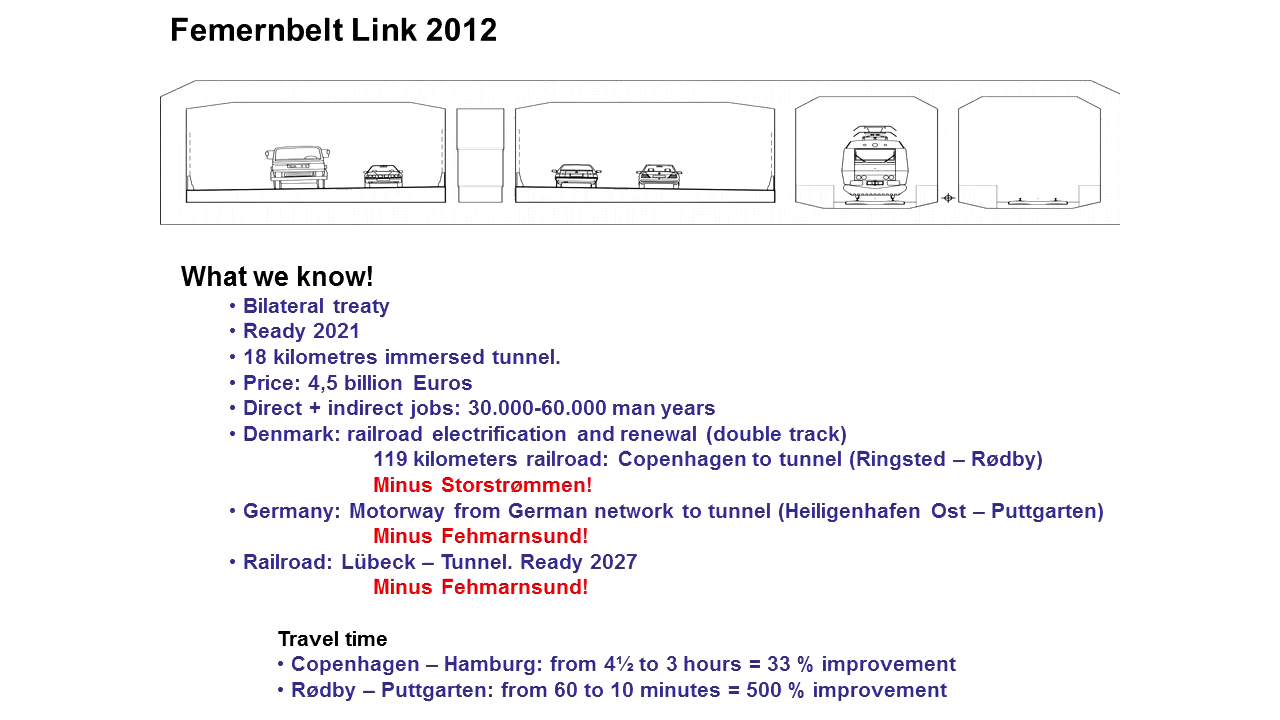 Femernbelt Link 2012
What we know!
• Bilateral treaty
• Ready 2021
• 18 kilometres immersed tunnel.
• Price: 4,5 billion Euros
• Direct + indirect jobs: 30.000-60.000 man years
• Denmark: railroad electrification and renewal (double track)
119 kilometers railroad: Copenhagen to tunnel (Ringsted – Rødby)
Minus Storstrømmen!
• Germany: Motorway from German network to tunnel (Heiligenhafen Ost – Puttgarten)
Minus Fehmarnsund!
• Railroad: Lübeck – Tunnel. Ready 2027
Minus Fehmarnsund!
Travel time
• Copenhagen – Hamburg: from 4½ to 3 hours = 33 % improvement
• Rødby – Puttgarten: from 60 to 10 minutes = 500 % improvement